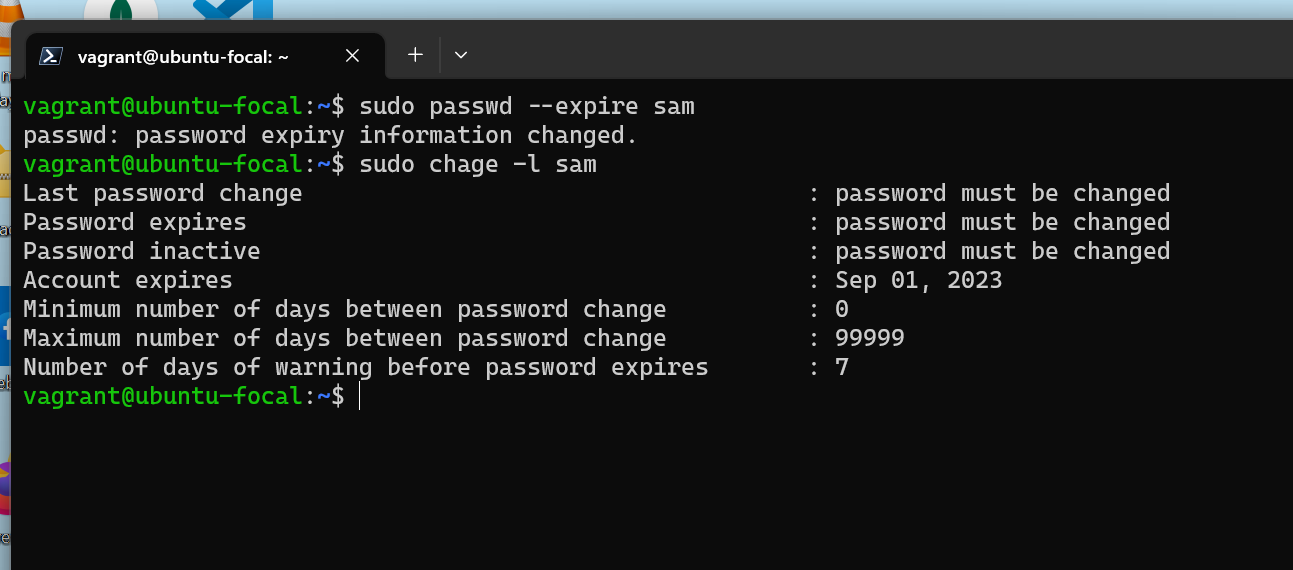 vagrant@ubuntu-focal: ~
vagrant@ubuntu-focal:~$ sudo passwd --expire sam
passwd: password expiry information changed.
vagrant@ubuntu-focal:~$ sudo chage -l sam
Last password change : password must be changed
Password expires : password must be changed
Password inactive : password must be changed
Account expires : Sep 01, 2023
Minimum number of days between password change : 0
Maximum number of days between password change : 99999
Number of days of warning before password expires : 7
vagrant@ubuntu-focal:~$